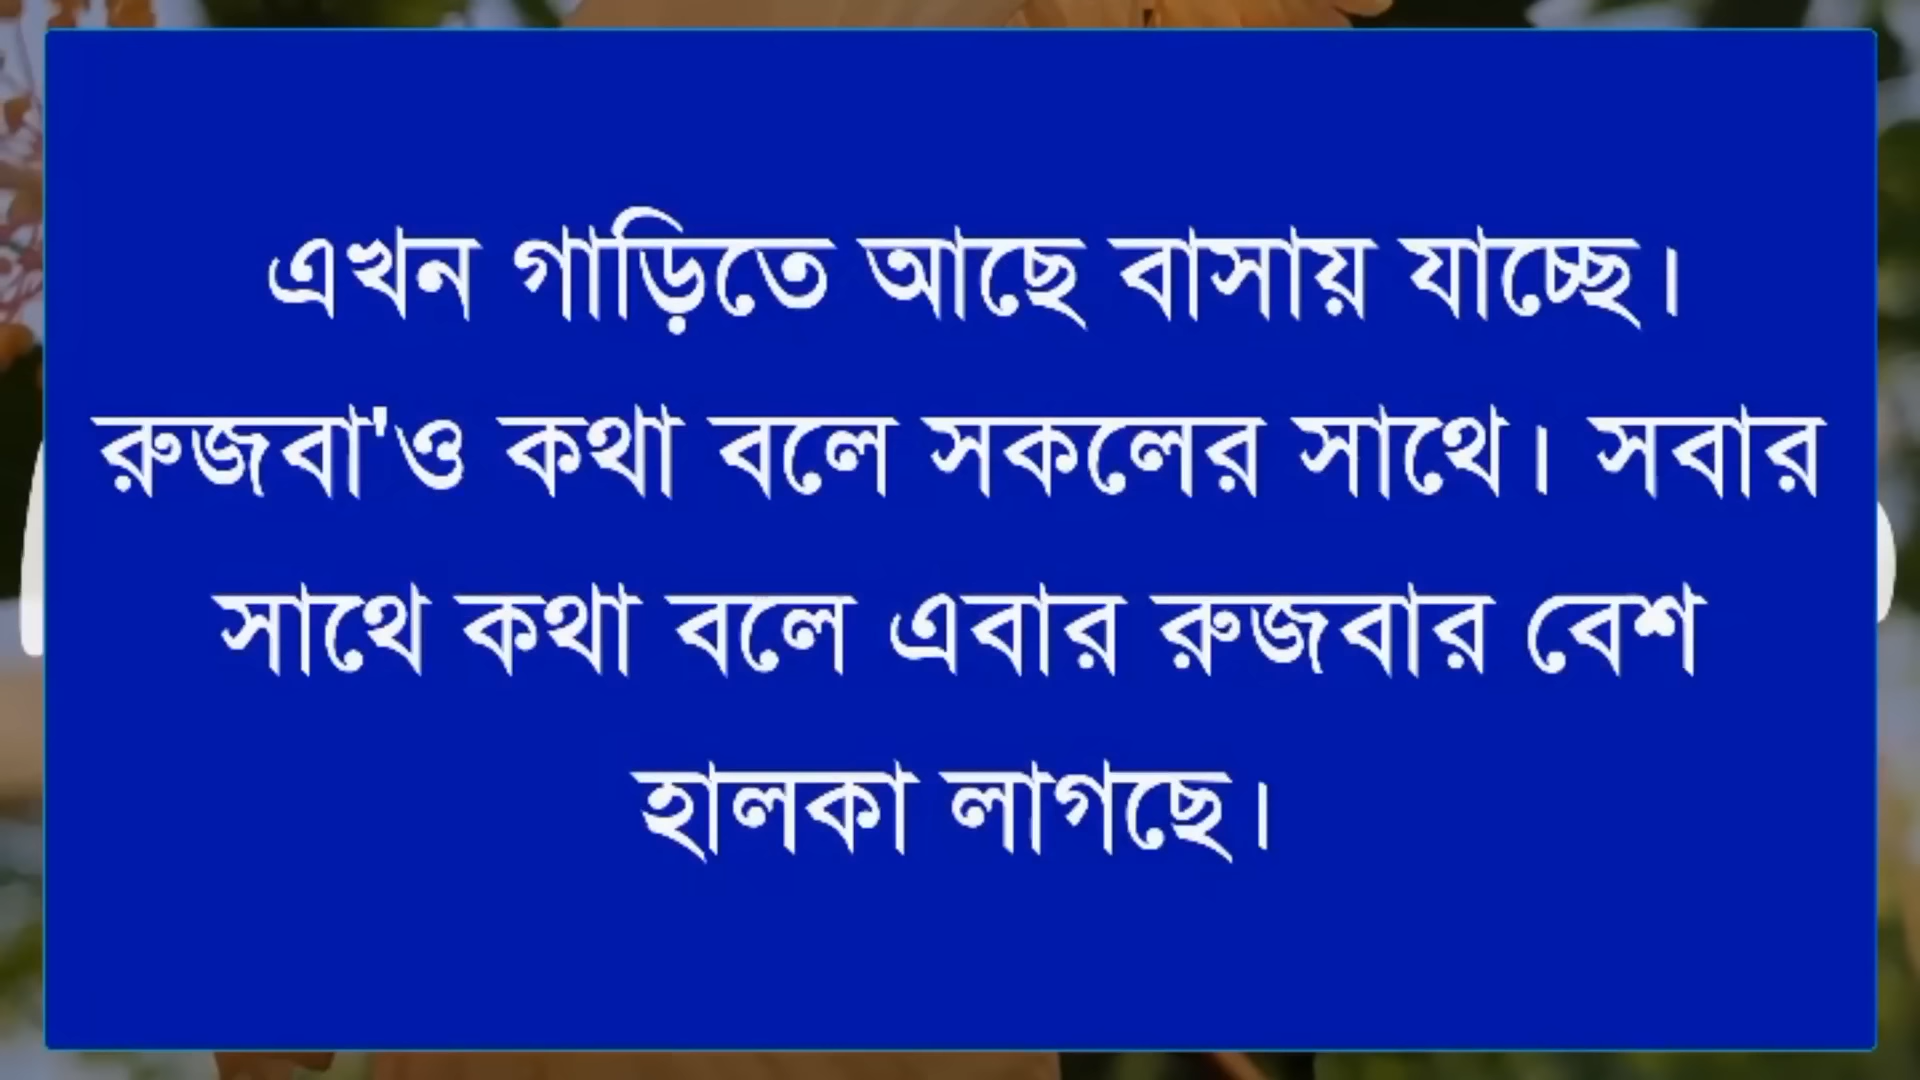 এখন গাড়িতে আছে বাসায় যাচ্ছে।
রুজবা'ও কথা বলে সকলের সাথে। সবার
সাথে কথা বলে এবার রুজবার বেশ
হালকা লাগছে।